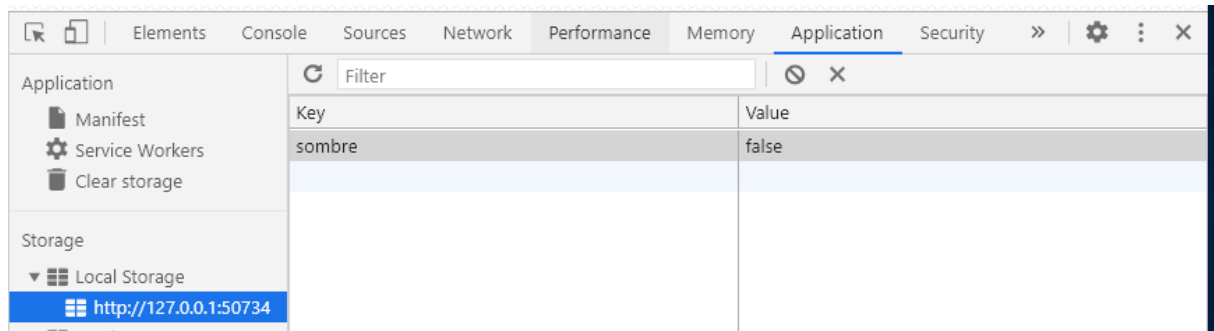 Elements Console Sources Network Performance Memory Application Security »
Application
Manifest
Service Workers
Clear storage
Storage
Local Storage
http://127.0.0.1:50734
Filter
Key Value
sombre false